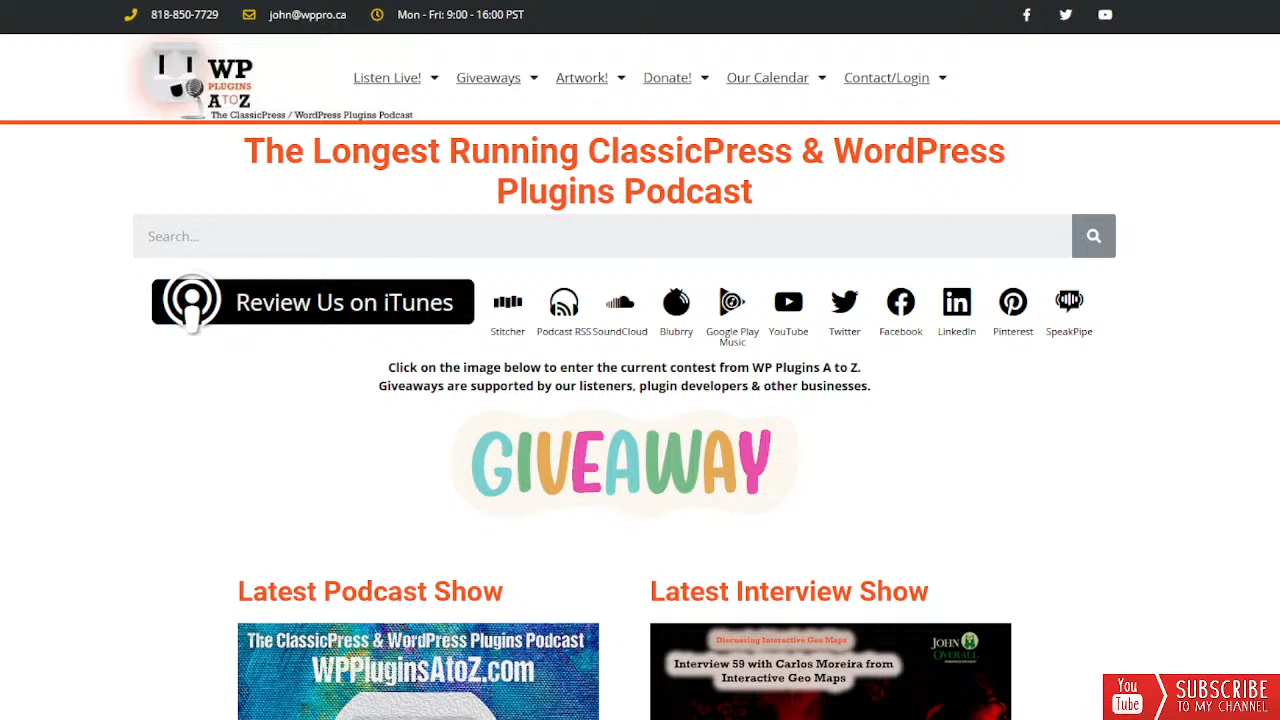 818-850-7729
john@wppro.ca
Mon - Fri: 9:00 - 16:00 PST
WP
PLUGINS
A TO Z
The ClassicPress / WordPress Plugins Podcast
Listen Live!
Giveaways
Artwork!
Donate!
Our Calendar
Contact/Login
The Longest Running ClassicPress & WordPress
Plugins Podcast
Search...
Review Us on iTunes
Stitcher
Podcast RSS
SoundCloud
Blubrry
Google Play
Music
YouTube
Twitter
Facebook
LinkedIn
Pinterest
SpeakPipe
Click on the image below to enter the current contest from WP Plugins A to Z.
Giveaways are supported by our listeners, plugin developers & other businesses.
GIVEAWAY
Latest Podcast Show
Latest Interview Show
The ClassicPress & WordPress Plugins Podcast
WPPluginsAtoZ.com
Discussing Interactive Geo Maps
Interview 59 with Carlos Moreira from
Interactive Geo Maps
JOHN
OVERALL
You
Tube
SUBSCRIBE
TO MY CHANNEL